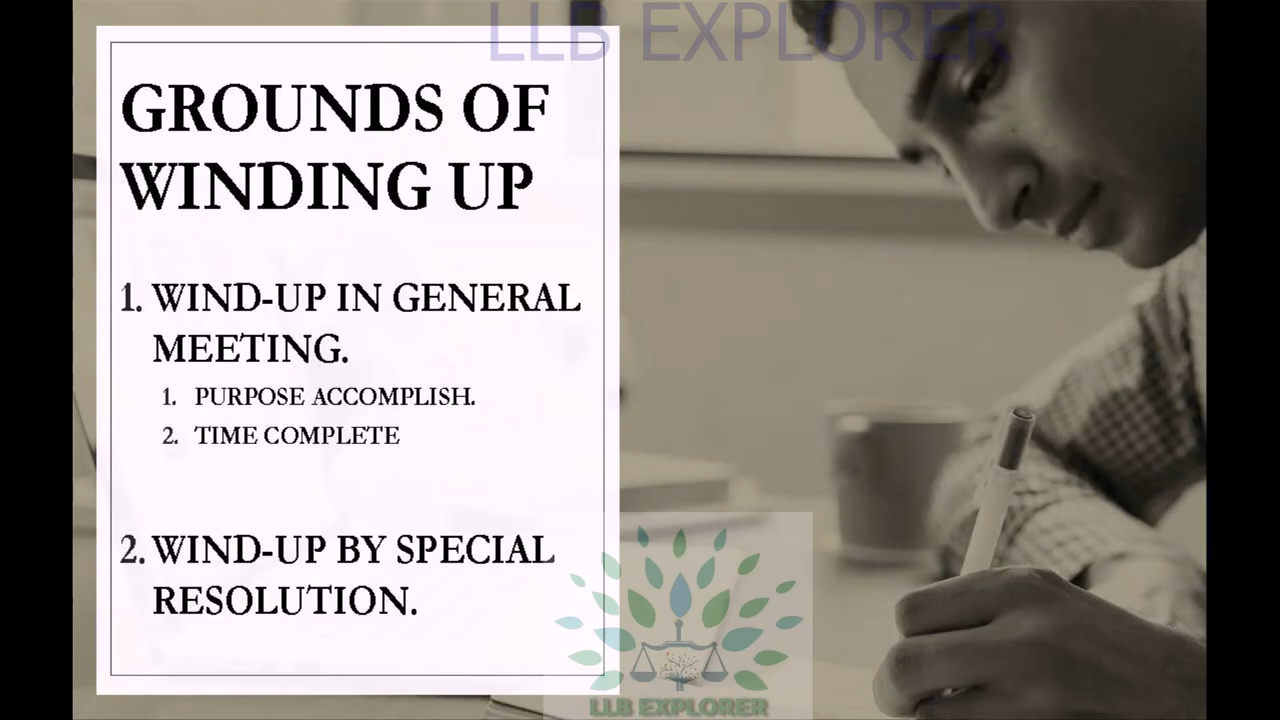 LLB EXPLORER
GROUNDS OF
WINDING UP
1. WIND-UP IN GENERAL
MEETING.
1. PURPOSE ACCOMPLISH.
2. TIME COMPLETE
2. WIND-UP BY SPECIAL
RESOLUTION.
LLB EXPLORER